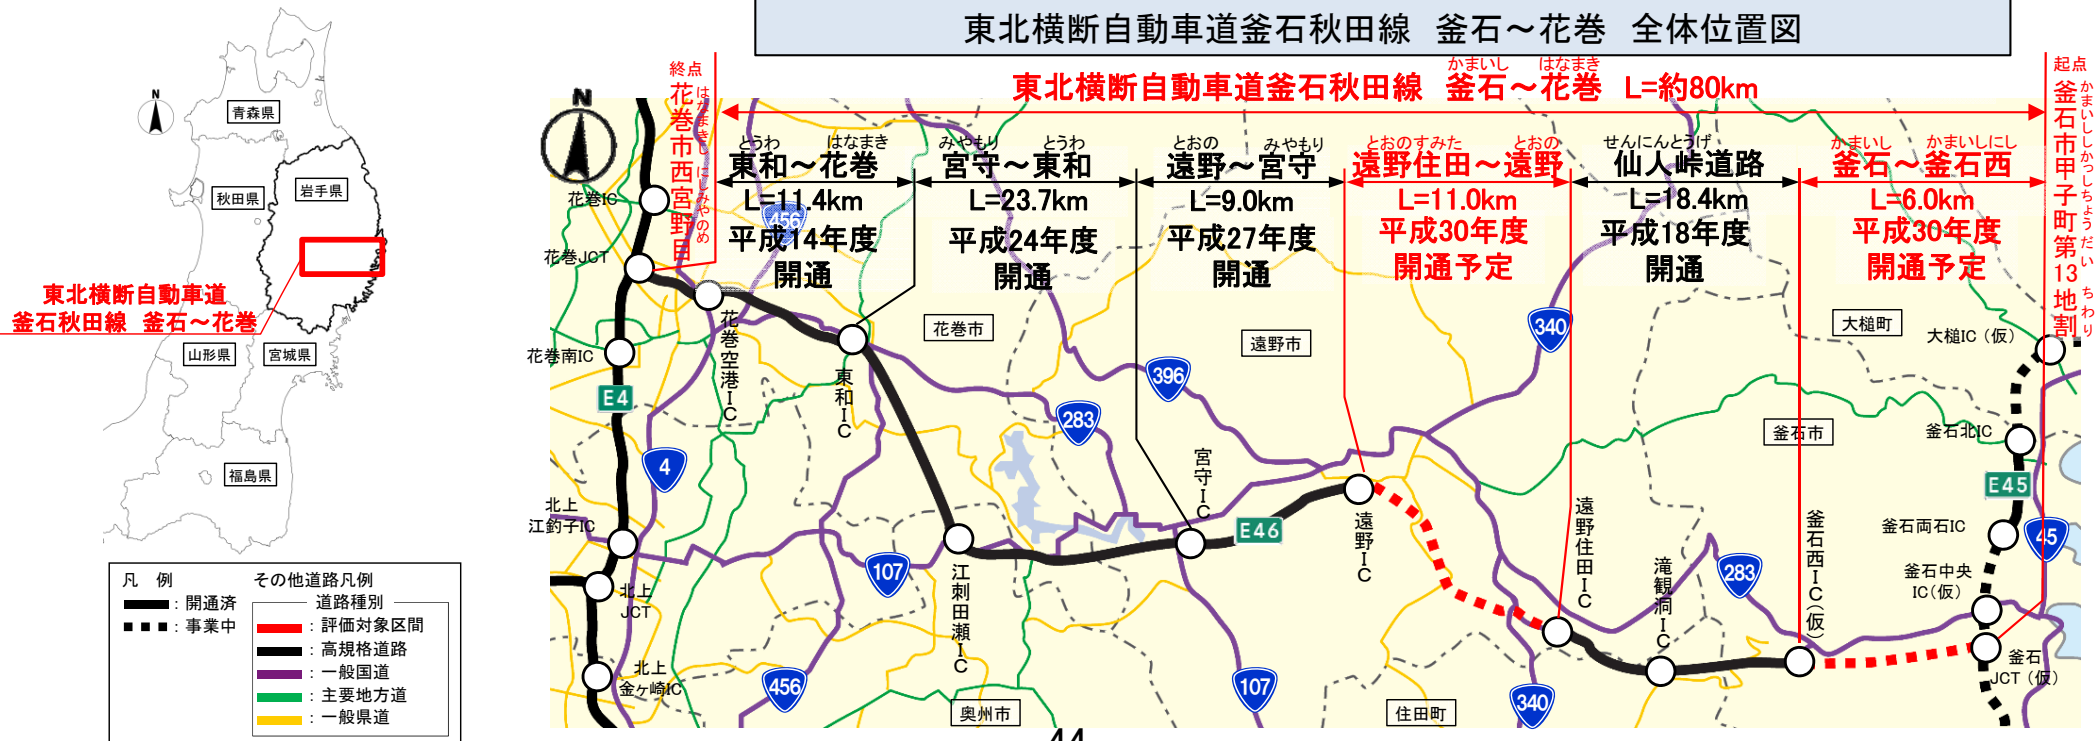 東北横断自動車道釜石秋田線 釜石～花巻 全体位置図
青森県
秋田県
岩手県
山形県
宮城県
福島県
N
東北横断自動車道
釜石秋田線 釜石～花巻
凡 例
：開通済
：事業中
その他道路凡例
道路種別
：評価対象区間
：高規格道路
：一般国道
：主要地方道
：一般県道
N
終点
花巻市西宮野目
はなまきし にしみやのめ
かまいし はなまき
東北横断自動車道釜石秋田線 釜石～花巻 L=約80km
起点
釜石市甲子町第13地割
かまいししかっしちょうだい ちわり
とうわ はなまき
東和～花巻
L=11.4km
平成14年度
開通
みやもり とうわ
宮守～東和
L=23.7km
平成24年度
開通
とおの みやもり
遠野～宮守
L=9.0km
平成27年度
開通
とおのすみた とおの
遠野住田～遠野
L=11.0km
平成30年度
開通予定
せんにんとうげ
仙人峠道路
L=18.4km
平成18年度
開通
かまいし かまいしにし
釜石～釜石西
L=6.0km
平成30年度
開通予定
花巻IC
花巻JCT
花巻南IC
E4
4
北上
江釣子IC
北上
JCT
北上
金ヶ崎IC
花巻空港IC
456
東和IC
花巻市
遠野市
396
283
340
大槌町
大槌IC（仮）
釜石市
釜石北IC
E45
釜石両石IC
45
釜石中央
IC（仮）
釜石
JCT（仮）
江刺田瀬IC
宮守IC
E46
遠野IC
遠野住田IC
滝観洞IC
釜石西IC（仮）
283
107
456
奥州市
107
住田町
340
44